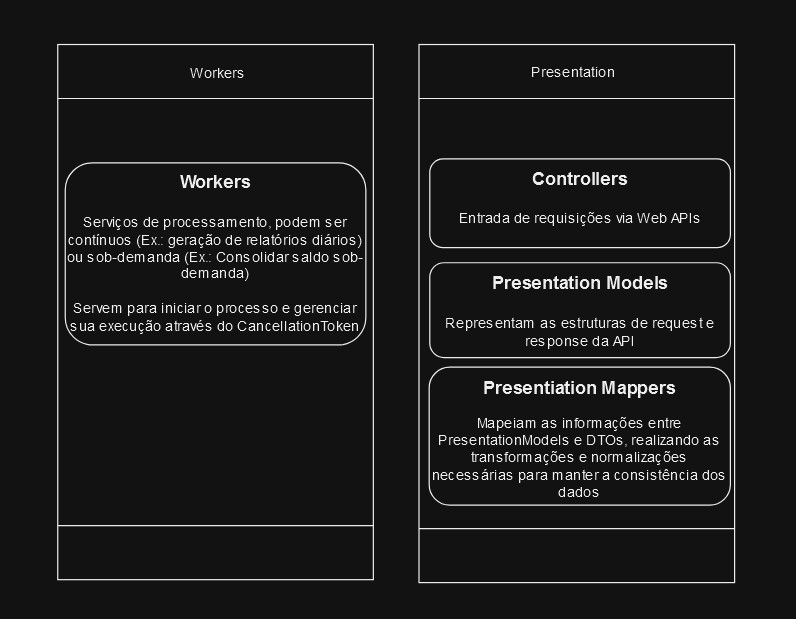 Workers
Workers
Serviços de processamento, podem ser
contínuos (Ex.: geração de relatórios diários)
ou sob-demanda (Ex.: Consolidar saldo sob-
demanda)
Servem para iniciar o processo e gerenciar
sua execução através do CancellationToken
Presentation
Controllers
Entrada de requisições via Web APIs
Presentation Models
Representam as estruturas de request e
response da API
Presentiation Mappers
Mapeiam as informações entre
PresentationModels e DTOs, realizando as
transformações e normalizações
necessárias para manter a consistência dos
dados